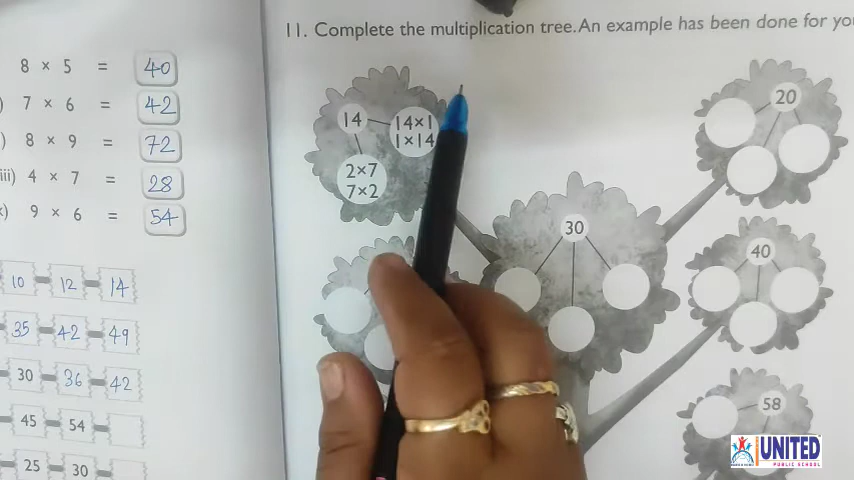 8 × 5 = 40
) 7 × 6 = 42
) 8 × 9 = 72
iii) 4 × 7 = 28
) 9 × 6 = 54
10 12 14
35 42 49
30 36 42
45 54
25 30
11. Complete the multiplication tree. An example has been done for you
14
14×1
1×14
2×7
7×2
30
20
40
58
UNITED
PUBLIC SCHOOL